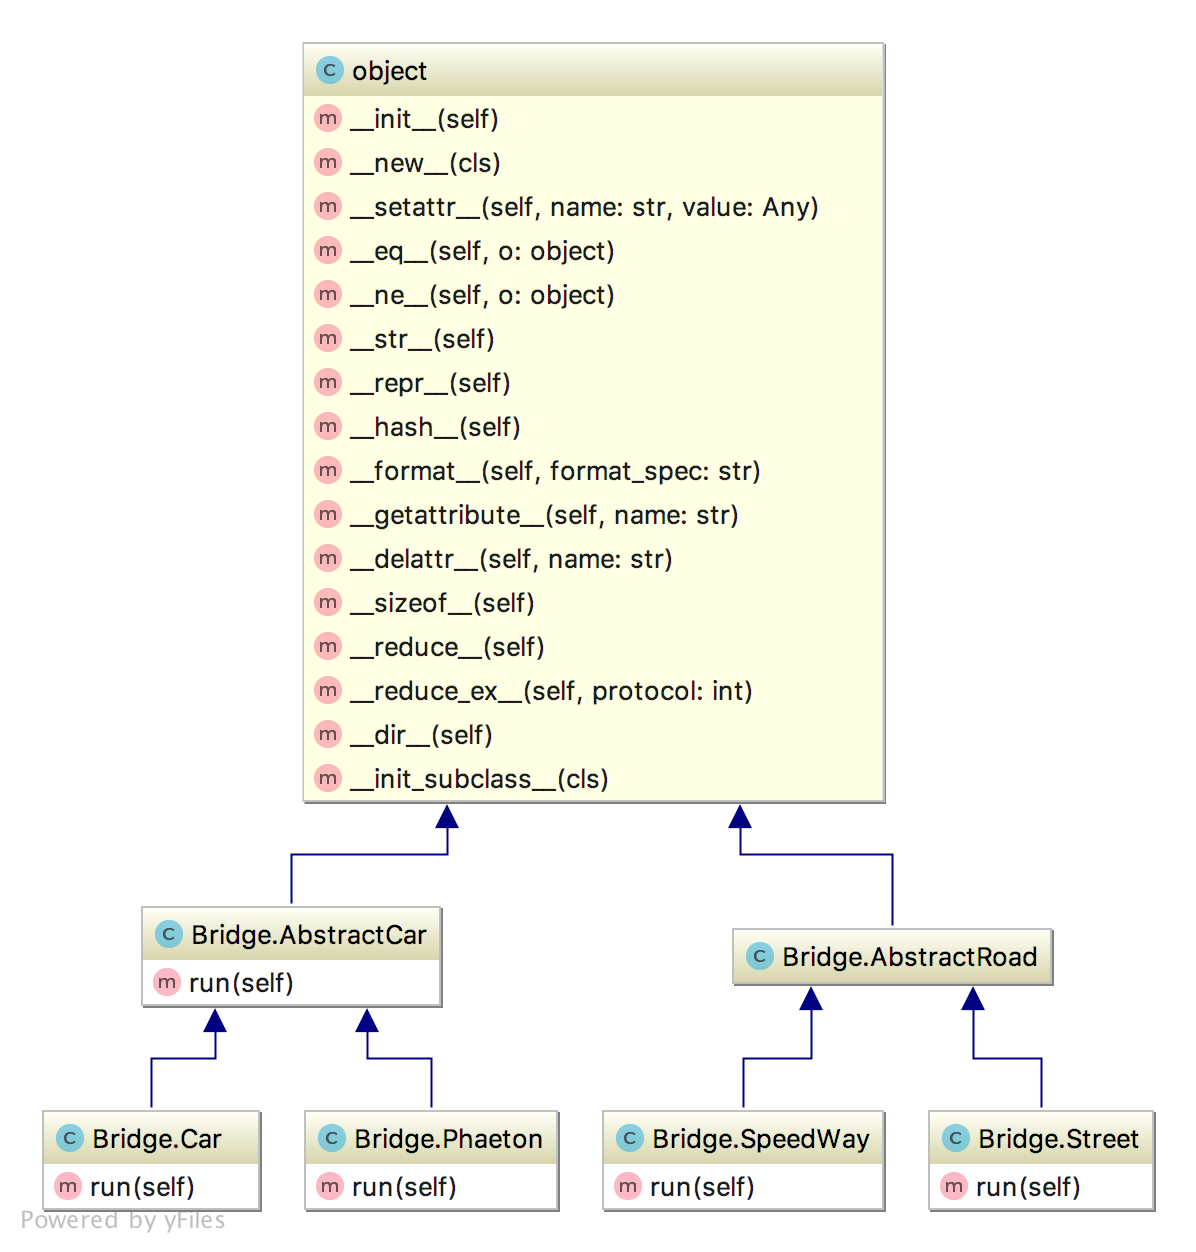 C object
m __init__(self)
m __new__(cls)
m __setattr__(self, name: str, value: Any)
m __eq__(self, o: object)
m __ne__(self, o: object)
m __str__(self)
m __repr__(self)
m __hash__(self)
m __format__(self, format_spec: str)
m __getattribute__(self, name: str)
m __delattr__(self, name: str)
m __sizeof__(self)
m __reduce__(self)
m __reduce_ex__(self, protocol: int)
m __dir__(self)
m __init_subclass__(cls)
C Bridge.AbstractCar
m run(self)
C Bridge.AbstractRoad
C Bridge.Car
m run(self)
C Bridge.Phaeton
m run(self)
C Bridge.SpeedWay
m run(self)
C Bridge.Street
m run(self)
Powered by yFiles